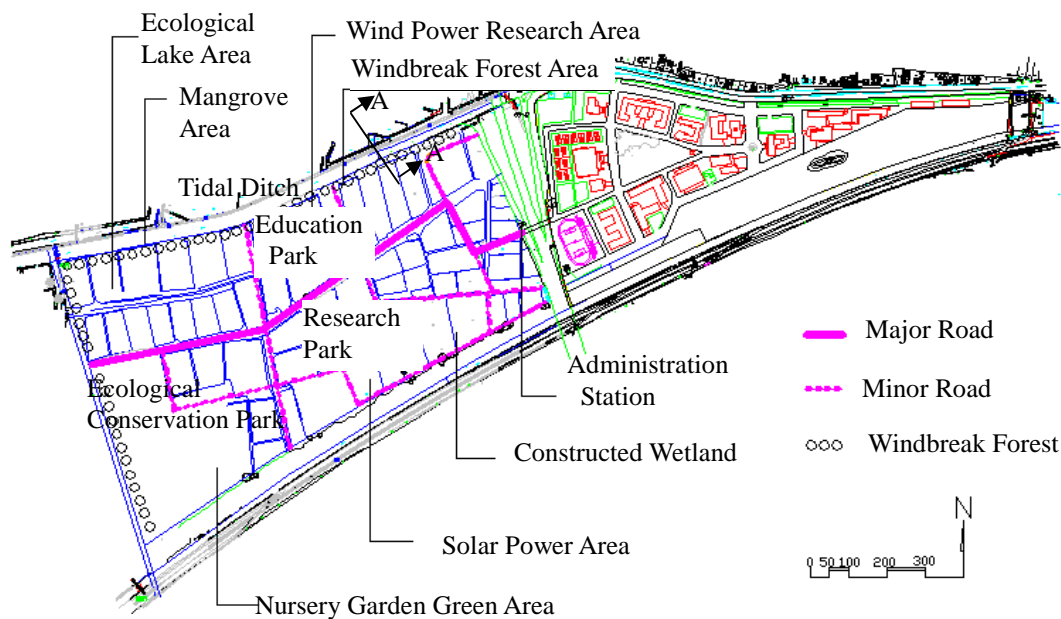 Ecological
Lake Area
Wind Power Research Area
Windbreak Forest Area
Mangrove
Area
A
A
Tidal Ditch
Education
Park
Research
Park
Ecological
Conservation Park
Administration
Station
Major Road
Minor Road
Windbreak Forest
Constructed Wetland
Solar Power Area
Nursery Garden Green Area
N
0 50 100 200 300